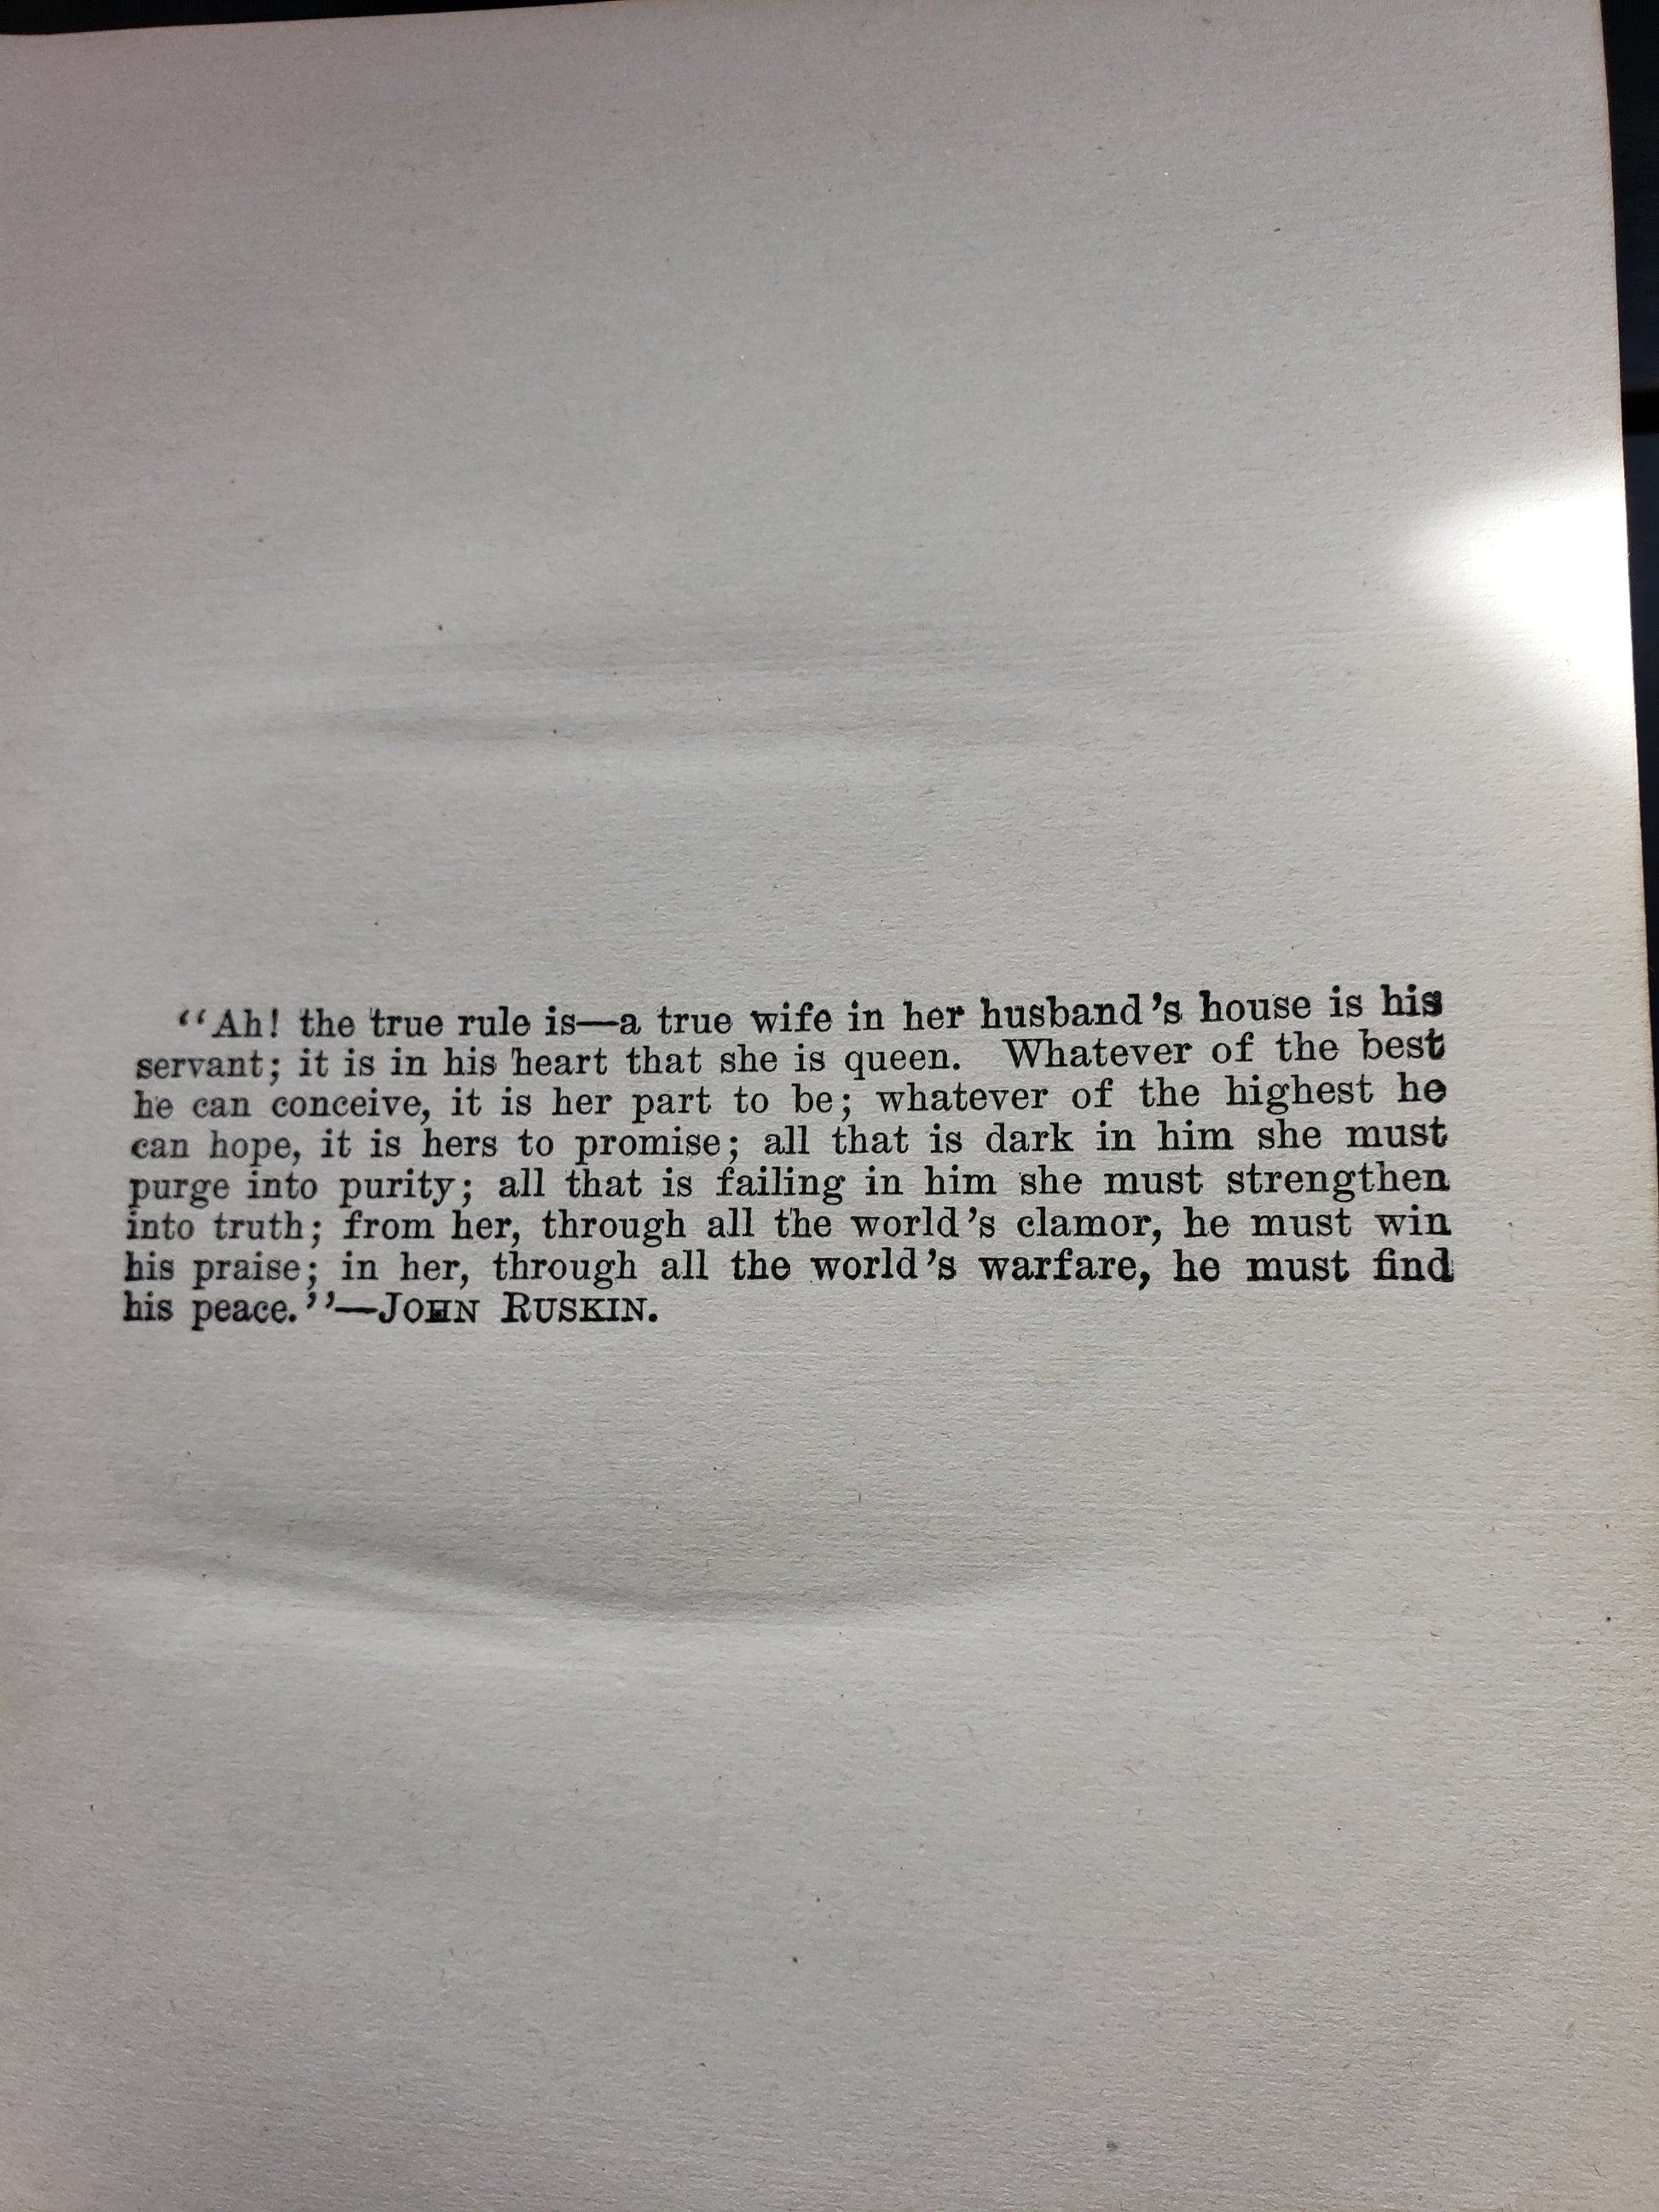 “Ah! the true rule is—a true wife in her husband’s house is his
servant; it is in his heart that she is queen. Whatever of the best
he can conceive, it is her part to be; whatever of the highest he
can hope, it is hers to promise; all that is dark in him she must
purge into purity; all that is failing in him she must strengthen
into truth; from her, through all the world’s clamor, he must win
his praise; in her, through all the world’s warfare, he must find
his peace.”—JOHN RUSKIN.